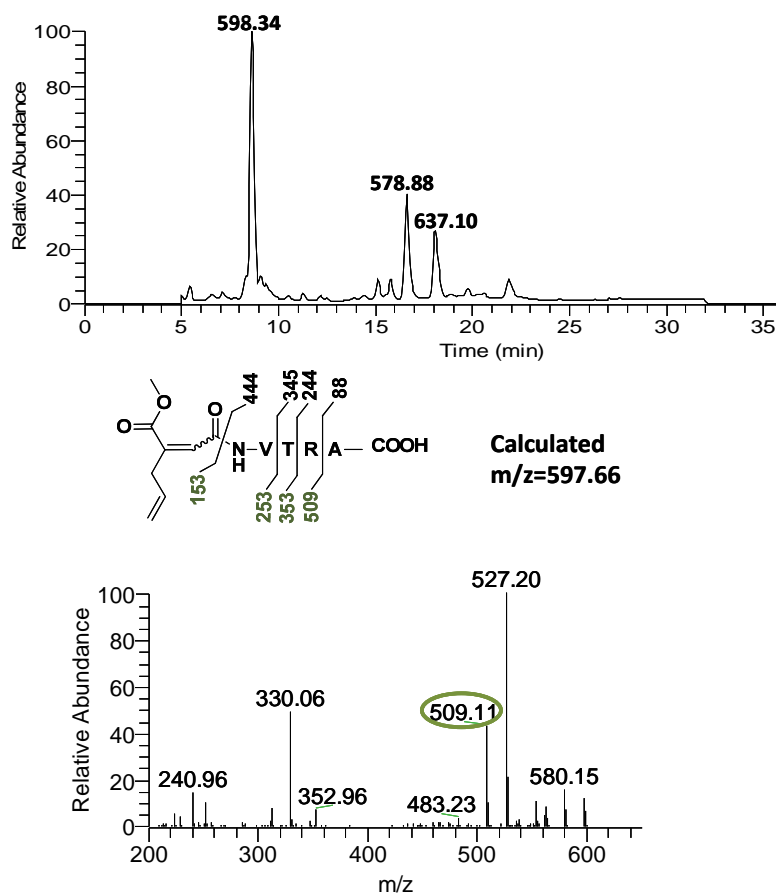 598.34
100
80
60
40
20
0
Relative Abundance
578.88
637.10
0 5 10 15 20 25 30 35
Time (min)
O
O
O
N
H
V T R A COOH
444
345
244
88
153
253
353
509
Calculated
m/z=597.66
100
80
60
40
20
0
Relative Abundance
527.20
330.06
509.11
240.96
352.96
483.23
580.15
200 300 400 500 600
m/z